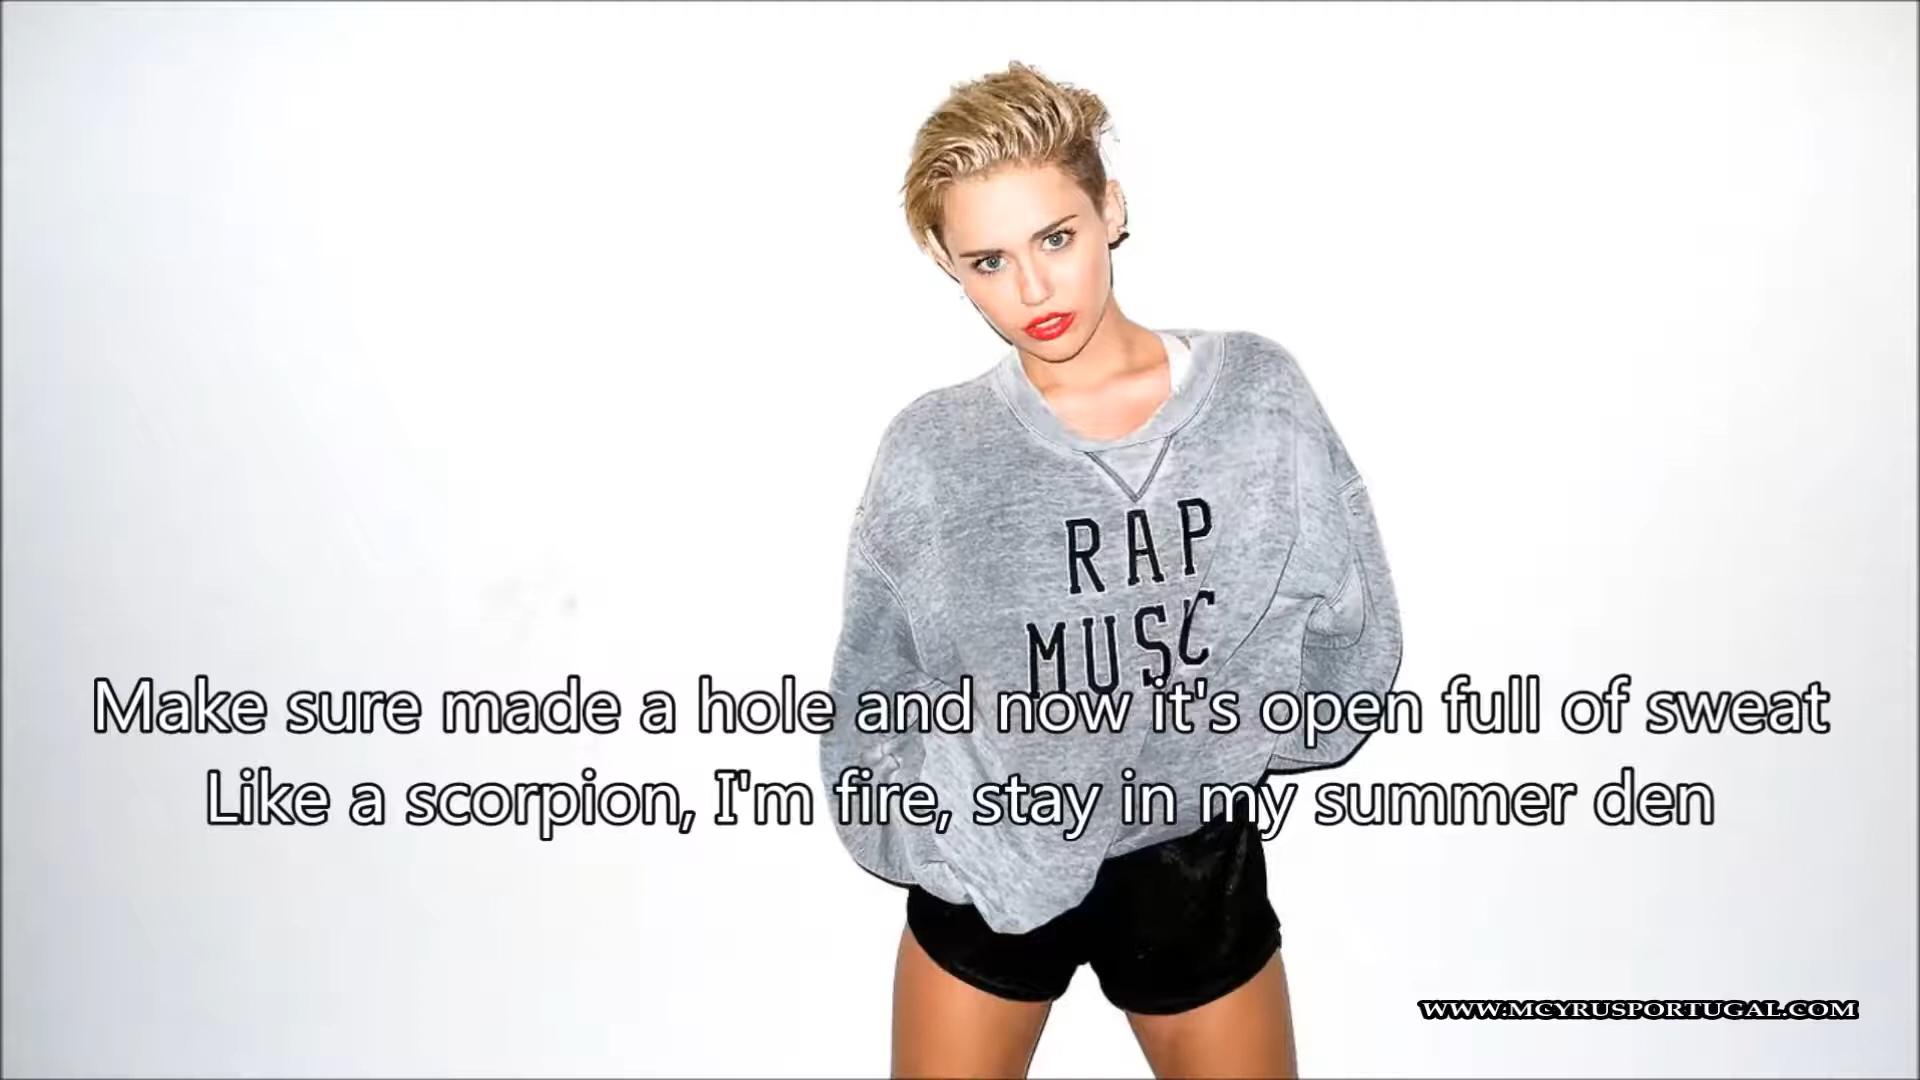 RAP
MUSC
Make sure made a hole and now it's open full of sweat
Like a scorpion, I'm fire, stay in my summer den
WWW.MCYRUSPORTUGAL.COM